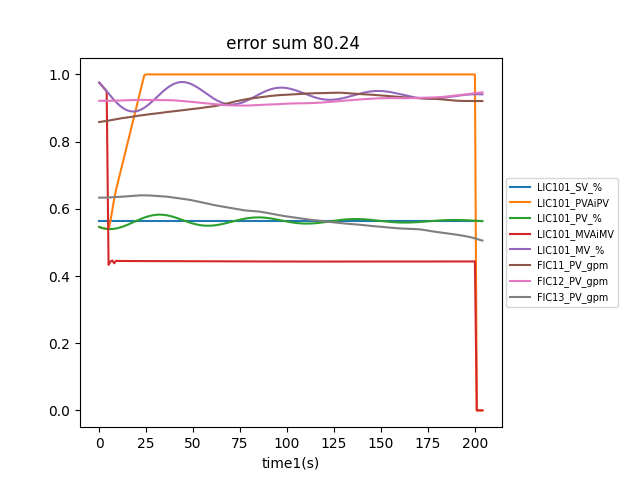 error sum 80.24
1.0
0.8
0.6
0.4
0.2
0.0
0 25 50 75 100 125 150 175 200
time1(s)
LIC101_SV_%
LIC101_PVAiPV
LIC101_PV_%
LIC101_MVAiMV
LIC101_MV_%
FIC11_PV_gpm
FIC12_PV_gpm
FIC13_PV_gpm